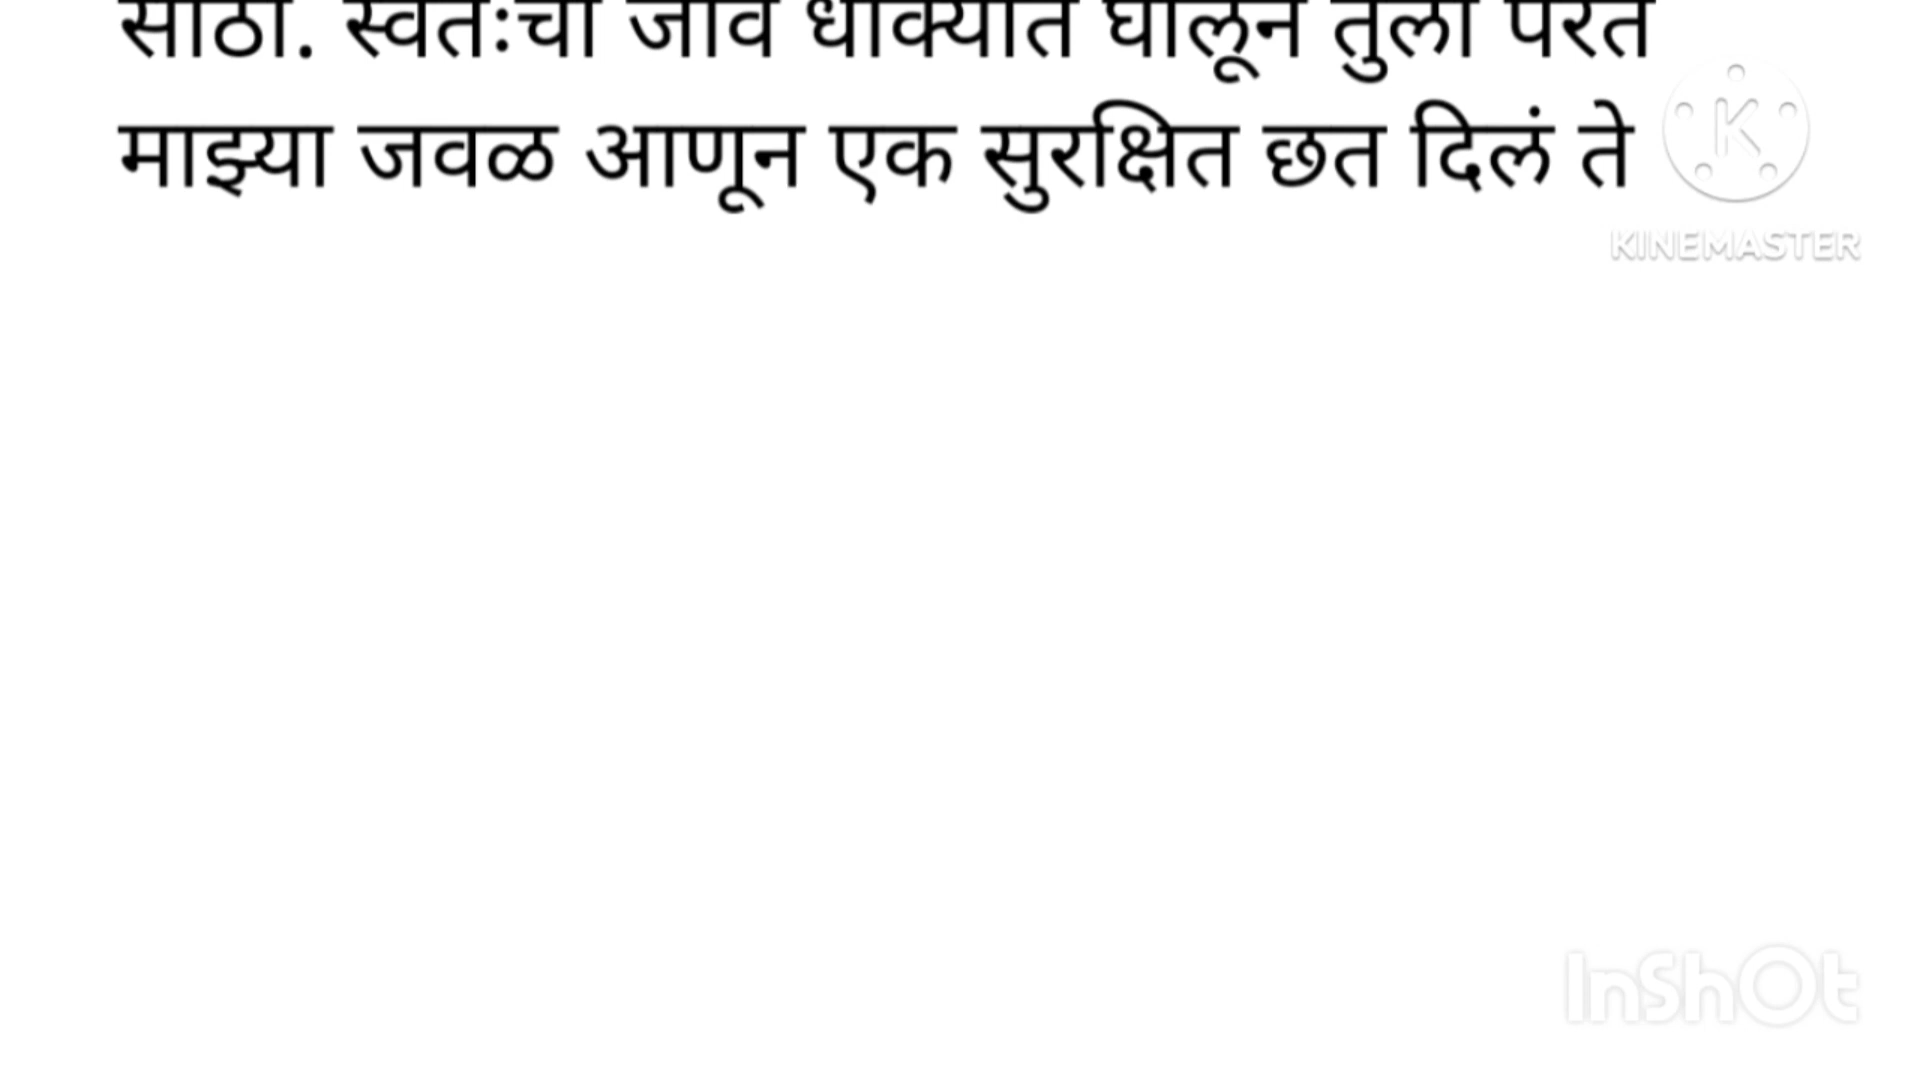 साठी. स्वतःचा जीव धोक्यात घालून तुला परत
माझ्या जवळ आणून एक सुरक्षित छत दिलं ते
K
KINEMASTER
InShOt